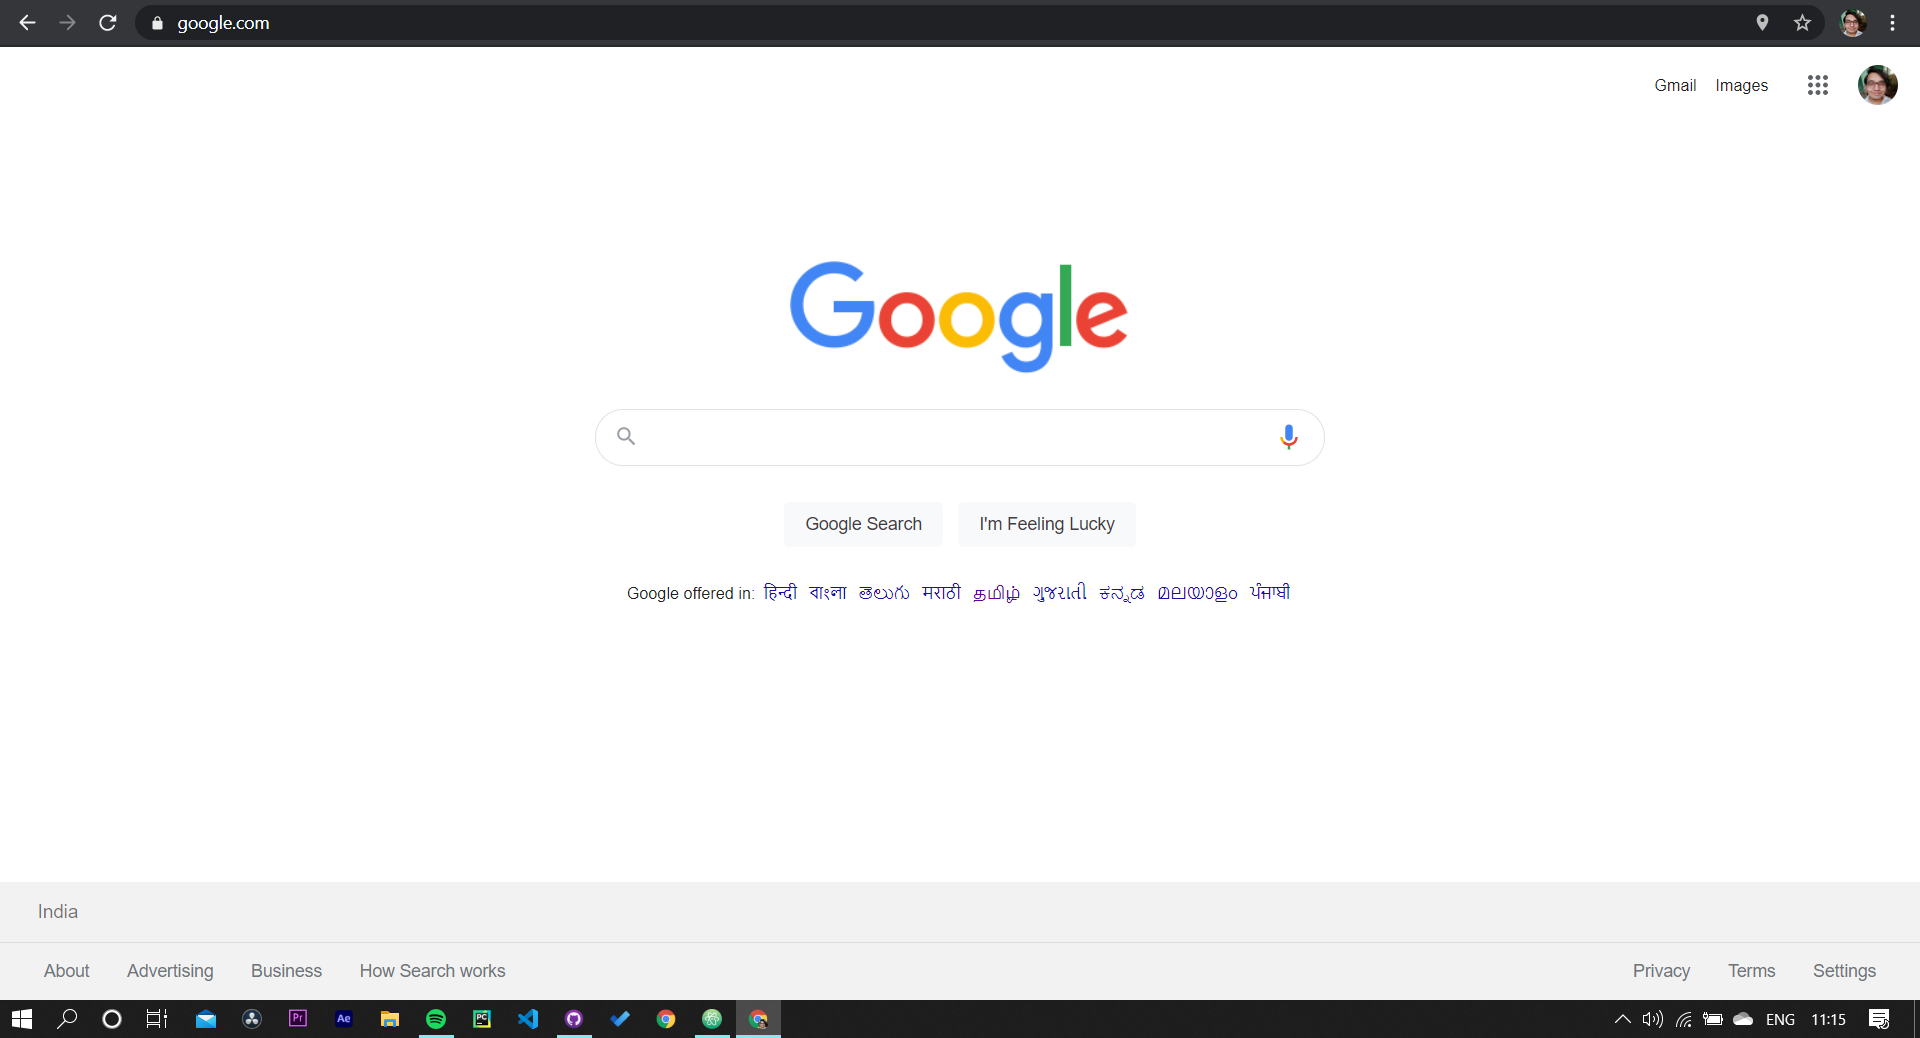 google.com
Gmail Images
Google
Google Search I'm Feeling Lucky
Google offered in: हिन्दी বাংলা తెలుగు मराठी தமிழ் ગુજરાતી ಕನ್ನಡ മലയാളം ਪੰਜਾਬੀ
India
About Advertising Business How Search works Privacy Terms Settings
Pr Ae PC ENG 11:15